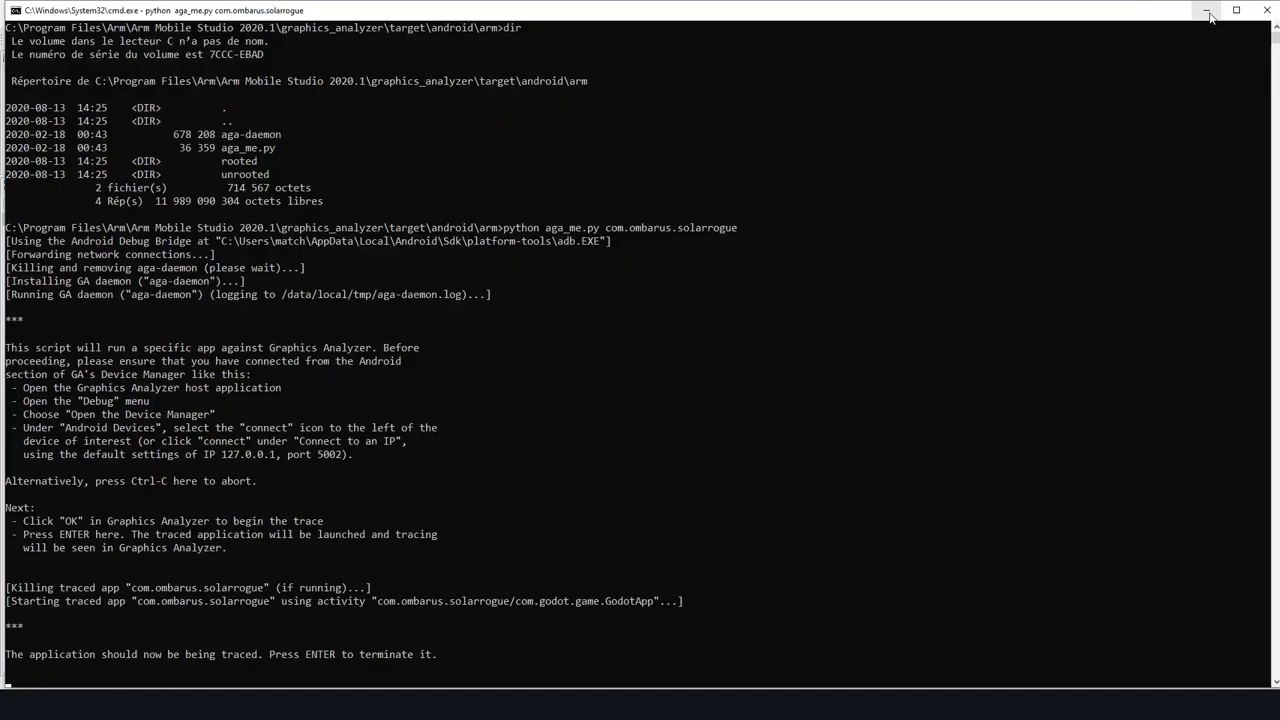 C:\Windows\System32\cmd.exe - python aga_me.py com.ombarus.solarrogue
C:\Program Files\Arm\Arm Mobile Studio 2020.1\graphics_analyzer\target\android\arm>dir
Le volume dans le lecteur C n’a pas de nom.
Le numéro de série du volume est 7CCC-EBAD
Répertoire de C:\Program Files\Arm\Arm Mobile Studio 2020.1\graphics_analyzer\target\android\arm
2020-08-13 14:25 <DIR> .
2020-08-13 14:25 <DIR> ..
2020-02-18 00:43 678 208 aga-daemon
2020-02-18 00:43 36 359 aga_me.py
2020-08-13 14:25 <DIR> rooted
2020-08-13 14:25 <DIR> unrooted
2 fichier(s) 714 567 octets
4 Rép(s) 11 989 090 304 octets libres
C:\Program Files\Arm\Arm Mobile Studio 2020.1\graphics_analyzer\target\android\arm>python aga_me.py com.ombarus.solarrogue
[Using the Android Debug Bridge at "C:\Users\match\AppData\Local\Android\Sdk\platform-tools\adb.EXE"]
[Forwarding network connections...]
[Killing and removing aga-daemon (please wait)...]
[Installing GA daemon ("aga-daemon")...]
[Running GA daemon ("aga-daemon") (logging to /data/local/tmp/aga-daemon.log)...]
***
This script will run a specific app against Graphics Analyzer. Before
proceeding, please ensure that you have connected from the Android
section of GA's Device Manager like this:
- Open the Graphics Analyzer host application
- Open the "Debug" menu
- Choose "Open the Device Manager"
- Under "Android Devices", select the "connect" icon to the left of the
device of interest (or click "connect" under "Connect to an IP",
using the default settings of IP 127.0.0.1, port 5002).
Alternatively, press Ctrl-C here to abort.
Next:
- Click "OK" in Graphics Analyzer to begin the trace
- Press ENTER here. The traced application will be launched and tracing
will be seen in Graphics Analyzer.
[Killing traced app "com.ombarus.solarrogue" (if running)...]
[Starting traced app "com.ombarus.solarrogue" using activity "com.ombarus.solarrogue/com.godot.game.GodotApp"...]
***
The application should now be being traced. Press ENTER to terminate it.